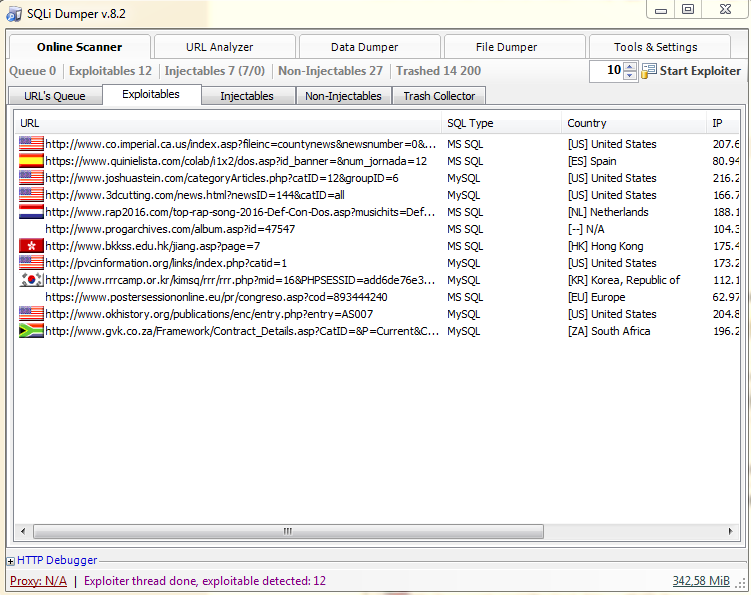 SQLi Dumper v.8.2
Online Scanner URL Analyzer Data Dumper File Dumper Tools & Settings
Queue 0 Exploitables 12 Injectables 7 (7/0) Non-Injectables 27 Trashed 14 200 10 Start Exploiter
URL's Queue Exploitables Injectables Non-Injectables Trash Collector
URL SQL Type Country IP
http://www.co.imperial.ca.us/index.asp?fileinc=countynews&newsnumber=0&... MS SQL [US] United States 207.6
https://www.quinielista.com/colab/i1x2/dos.asp?id_banner=&num_jornada=12 MS SQL [ES] Spain 80.94
http://www.joshuastein.com/categoryArticles.php?catID=12&groupID=6 MySQL [US] United States 216.2
http://www.3dcutting.com/news.html?newsID=144&catID=all MySQL [US] United States 166.7
http://www.rap2016.com/top-rap-song-2016-Def-Con-Dos.asp?musichits=Def... MS SQL [NL] Netherlands 188.1
http://www.progarchives.com/album.asp?id=47547 MS SQL [--] N/A 104.3
http://www.bkkss.edu.hk/jiang.asp?page=7 MS SQL [HK] Hong Kong 175.4
http://pvcinformation.org/links/index.php?catid=1 MySQL [US] United States 173.2
http://www.rrrcamp.or.kr/kimsq/rrr/rrr.php?mid=16&PHPSESSID=add6de76e3... MySQL [KR] Korea, Republic of 112.1
https://www.postersessiononline.eu/pr/congreso.asp?cod=893444240 MS SQL [EU] Europe 62.97
http://www.okhistory.org/publications/enc/entry.php?entry=AS007 MySQL [US] United States 204.8
http://www.gvk.co.za/Framework/Contract_Details.asp?CatID=&P=Current&C... MySQL [ZA] South Africa 196.2
HTTP Debugger
Proxy: N/A | Exploiter thread done, exploitable detected: 12 342,58 MiB